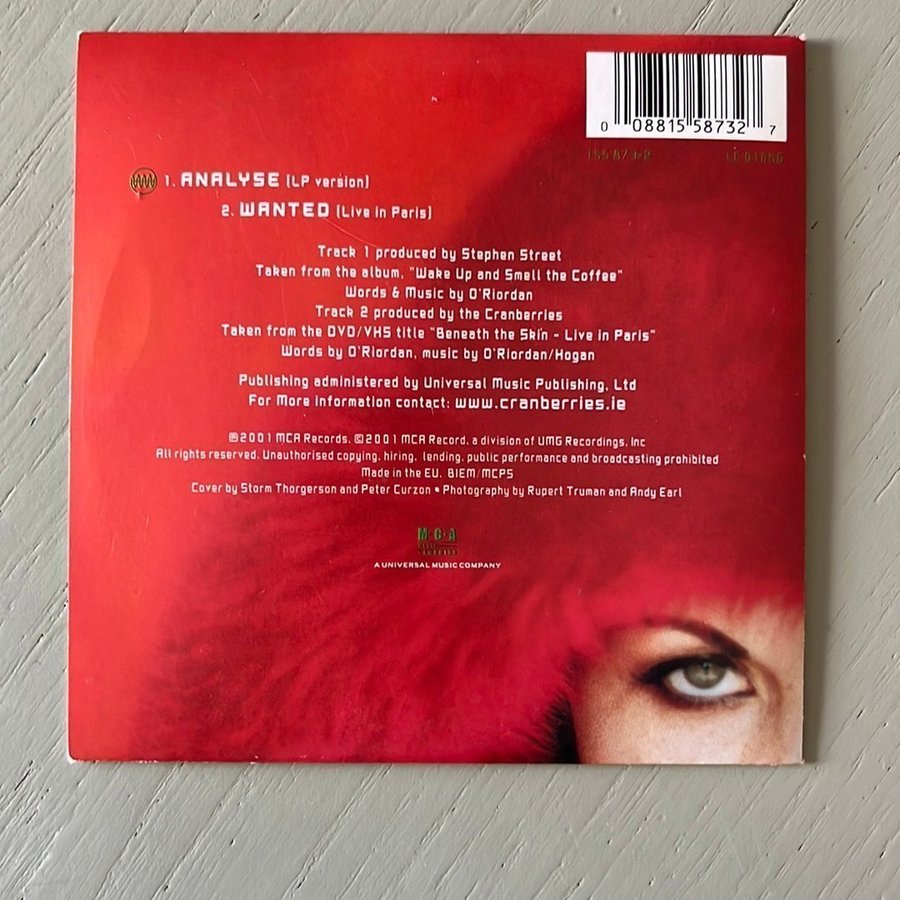 0 08815 58732 7
1. ANALYSE (LP version)
2. WANTED (Live in Paris)
Track 1 produced by Stephen Street
Taken from the album, "Wake Up and Smell the Coffee"
Words & Music by O'Riordan
Track 2 produced by the Cranberries
Taken from the DVD/VHS title "Beneath the Skin - Live in Paris"
Words by O'Riordan, music by O'Riordan/Hogan
Publishing administered by Universal Music Publishing, Ltd
For More Information contact: www.cranberries.ie
℗2001 MCA Records. ©2001 MCA Record, a division of UMG Recordings, Inc
All rights reserved. Unauthorised copying, hiring, lending, public performance and broadcasting prohibited
Made in the EU. BIEM/MCPS
Cover by Storm Thorgerson and Peter Curzon • Photography by Rupert Truman and Andy Earl
M·C·A
A UNIVERSAL MUSIC COMPANY